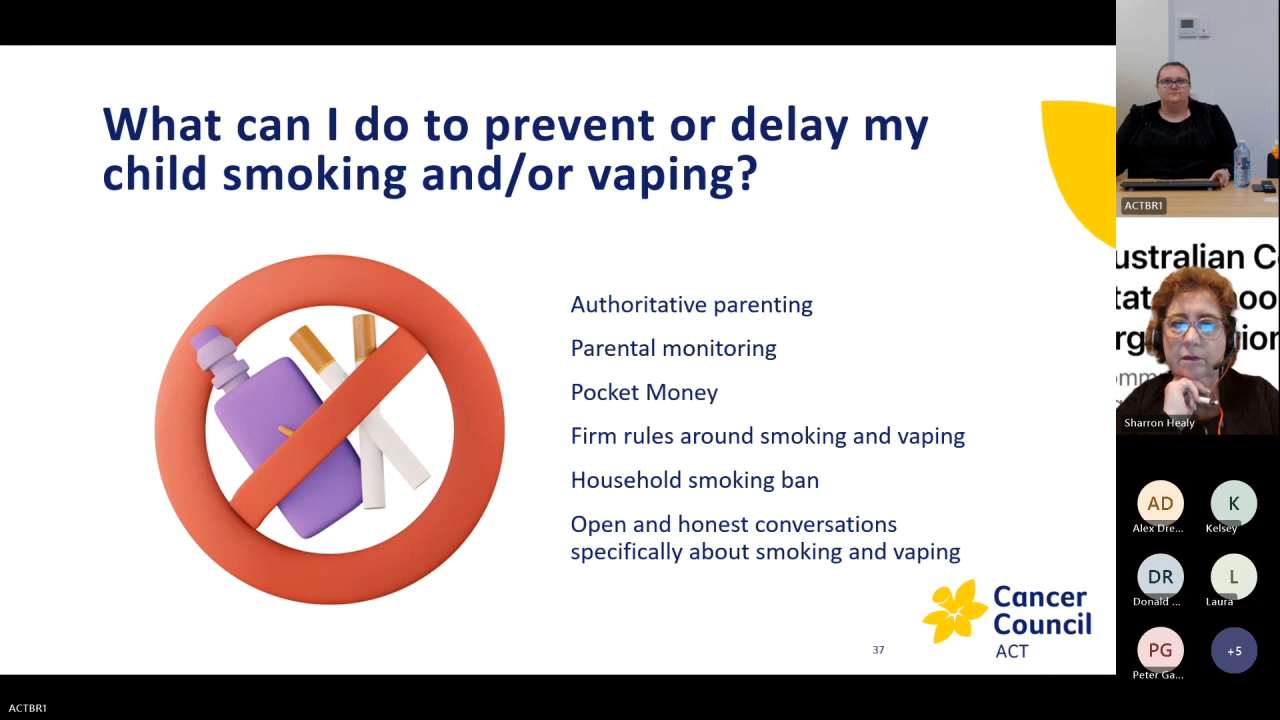 What can I do to prevent or delay my
child smoking and/or vaping?
Authoritative parenting
Parental monitoring
Pocket Money
Firm rules around smoking and vaping
Household smoking ban
Open and honest conversations
specifically about smoking and vaping
37
Cancer
Council
ACT
ACTBR1
ustralian C
Sharron Healy
AD
Alex Dre...
K
Kelsey
DR
Donald ...
L
Laura
PG
Peter Ga...
+5
ACTBR1